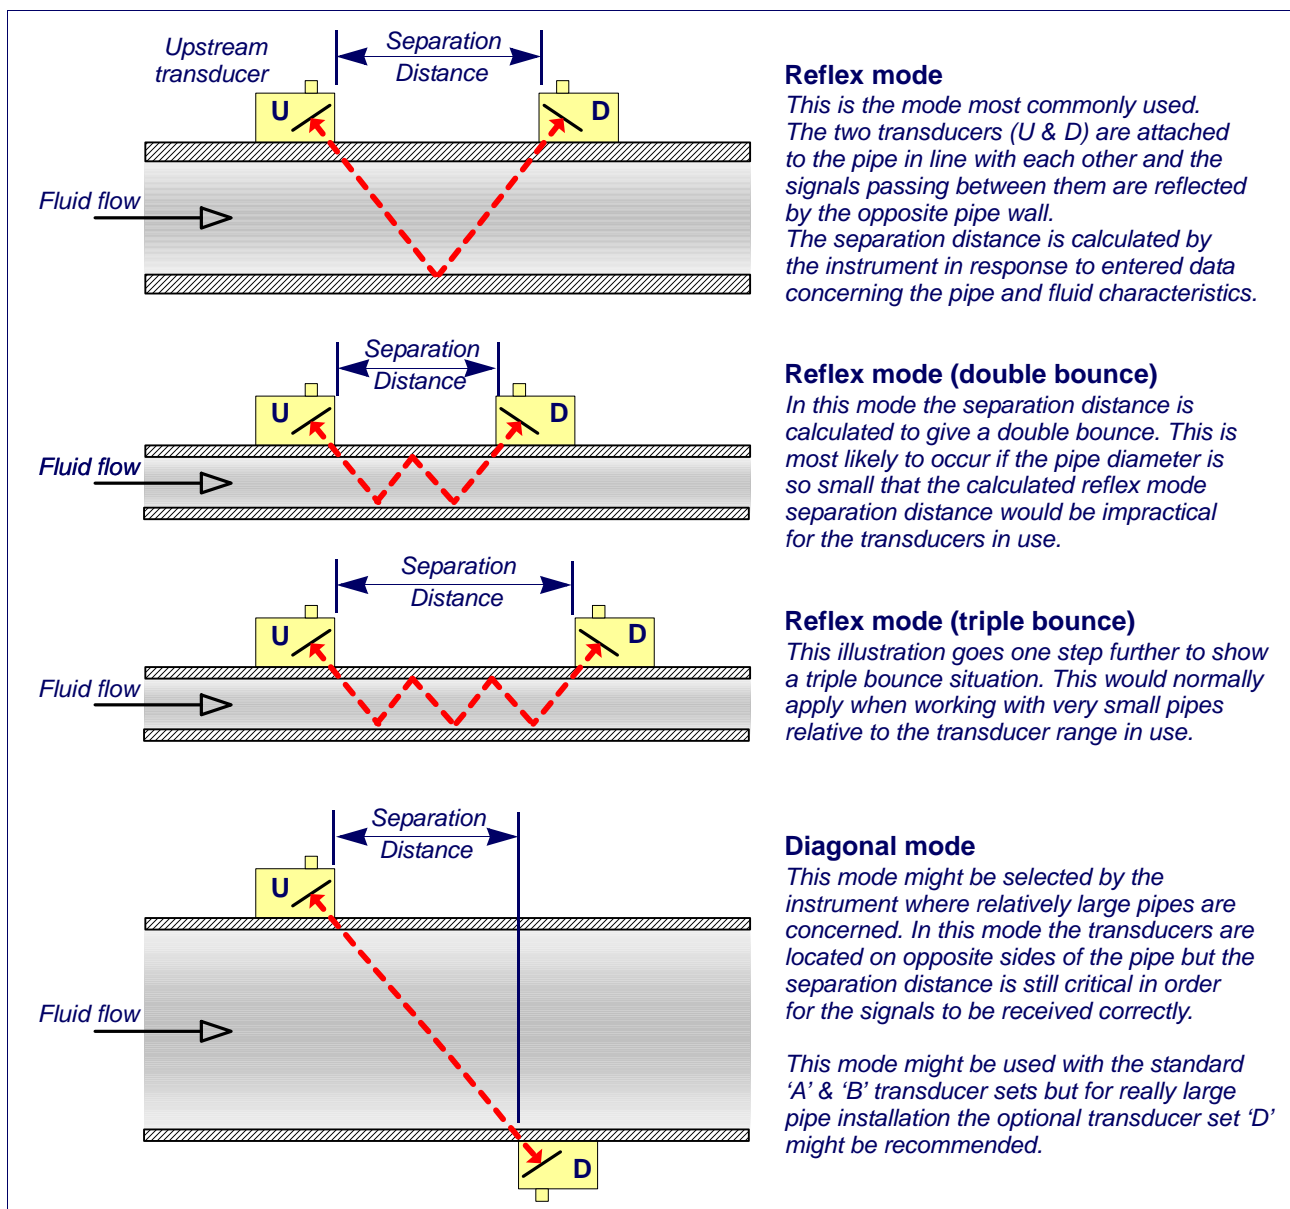 Upstream
transducer
Separation
Distance
U
D
Fluid flow
Reflex mode
This is the mode most commonly used.
The two transducers (U & D) are attached
to the pipe in line with each other and the
signals passing between them are reflected
by the opposite pipe wall.
The separation distance is calculated by
the instrument in response to entered data
concerning the pipe and fluid characteristics.
Separation
Distance
U
D
Fluid flow
Reflex mode (double bounce)
In this mode the separation distance is
calculated to give a double bounce. This is
most likely to occur if the pipe diameter is
so small that the calculated reflex mode
separation distance would be impractical
for the transducers in use.
Separation
Distance
U
D
Fluid flow
Reflex mode (triple bounce)
This illustration goes one step further to show
a triple bounce situation. This would normally
apply when working with very small pipes
relative to the transducer range in use.
Separation
Distance
U
Fluid flow
D
Diagonal mode
This mode might be selected by the
instrument where relatively large pipes are
concerned. In this mode the transducers are
located on opposite sides of the pipe but the
separation distance is still critical in order
for the signals to be received correctly.
This mode might be used with the standard
‘A’ & ‘B’ transducer sets but for really large
pipe installation the optional transducer set ‘D’
might be recommended.